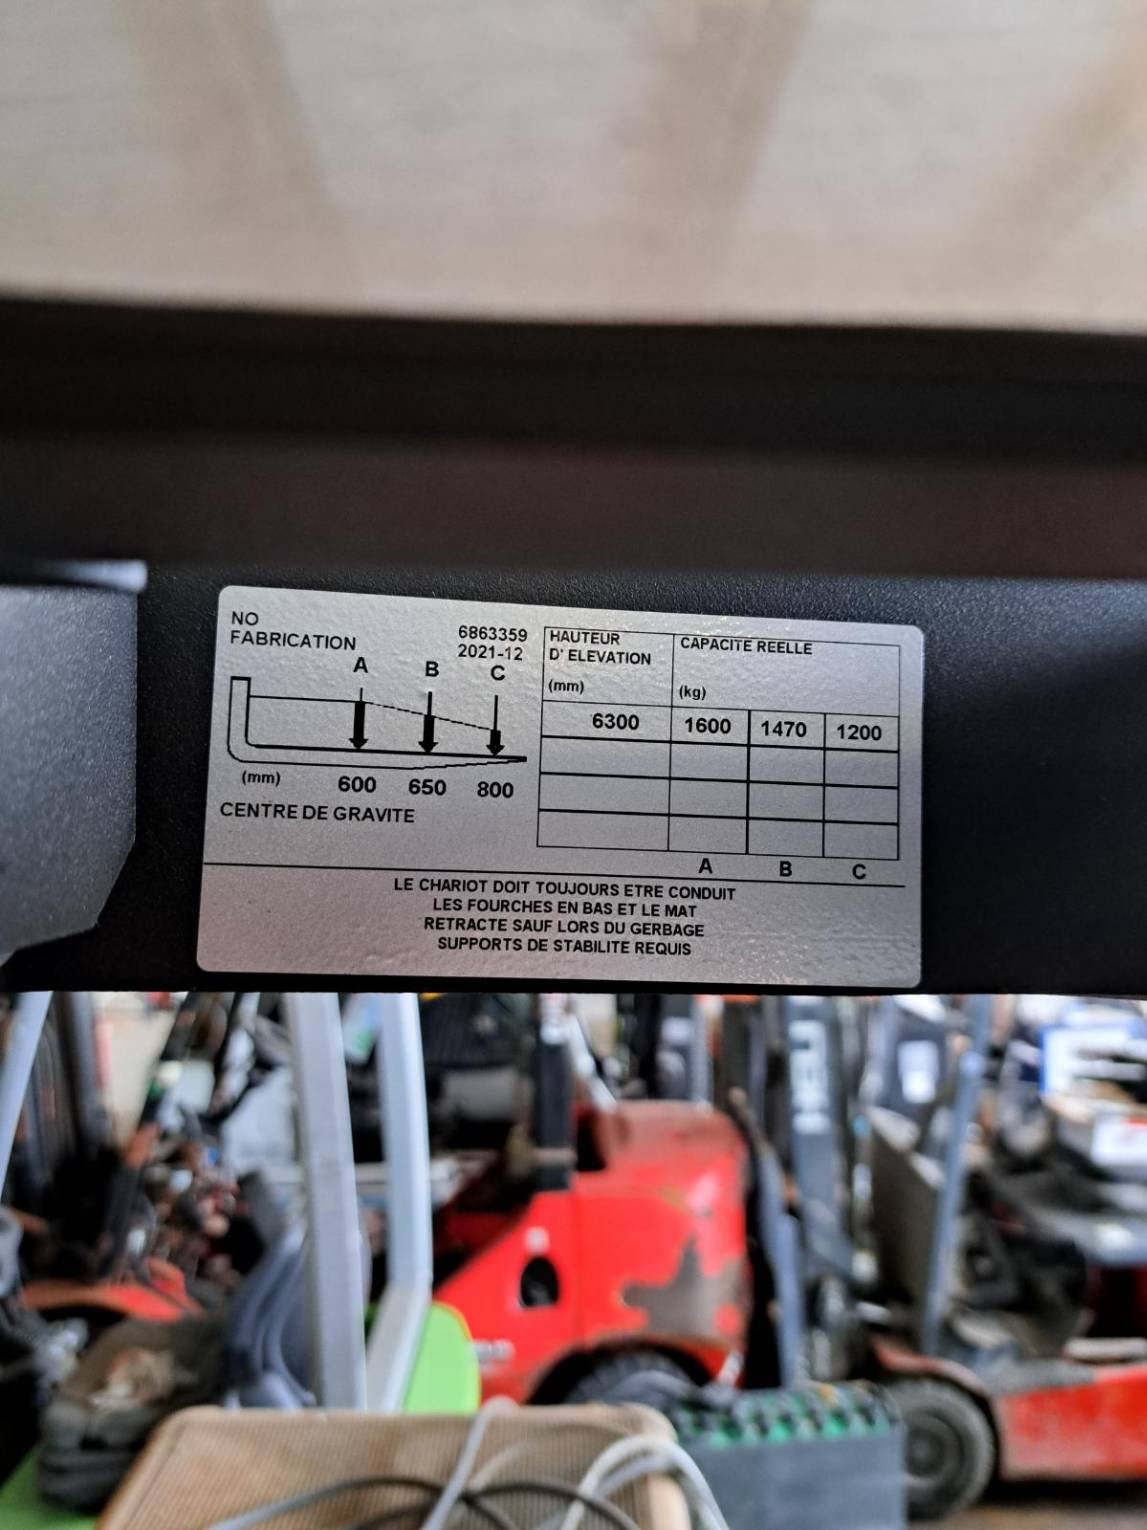 NO
FABRICATION
6863359
2021-12
A B C
(mm) 600 650 800
CENTRE DE GRAVITE
HAUTEUR
D' ELEVATION
(mm)
CAPACITE REELLE
(kg)
6300 1600 1470 1200
A B C
LE CHARIOT DOIT TOUJOURS ETRE CONDUIT
LES FOURCHES EN BAS ET LE MAT
RETRACTE SAUF LORS DU GERBAGE
SUPPORTS DE STABILITE REQUIS